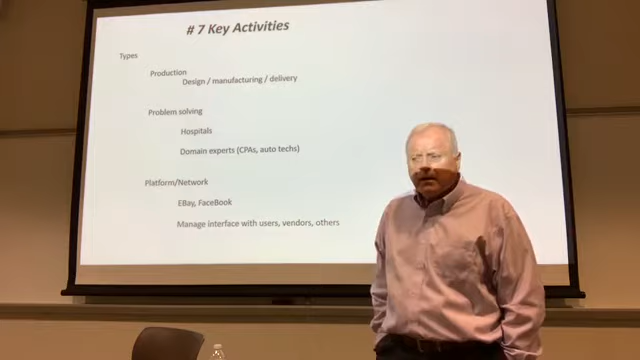 # 7 Key Activities
Types
Production
Design / manufacturing / delivery
Problem solving
Hospitals
Domain experts (CPAs, auto techs)
Platform/Network
EBay, FaceBook
Manage interface with users, vendors, others